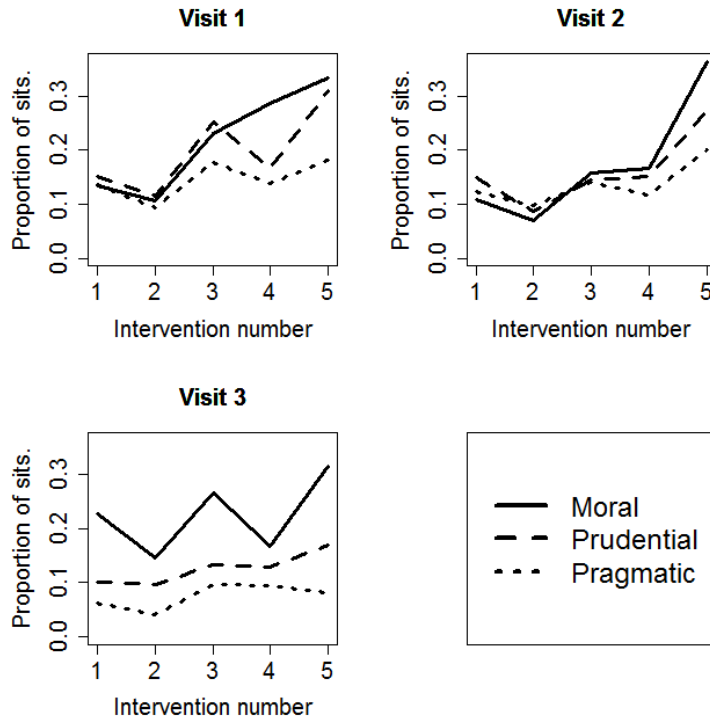 Visit 1
Proportion of sits.
0.0 0.1 0.2 0.3
1 2 3 4 5
Intervention number
Visit 2
Proportion of sits.
0.0 0.1 0.2 0.3
1 2 3 4 5
Intervention number
Visit 3
Proportion of sits.
0.0 0.1 0.2 0.3
1 2 3 4 5
Intervention number
Moral
Prudential
Pragmatic